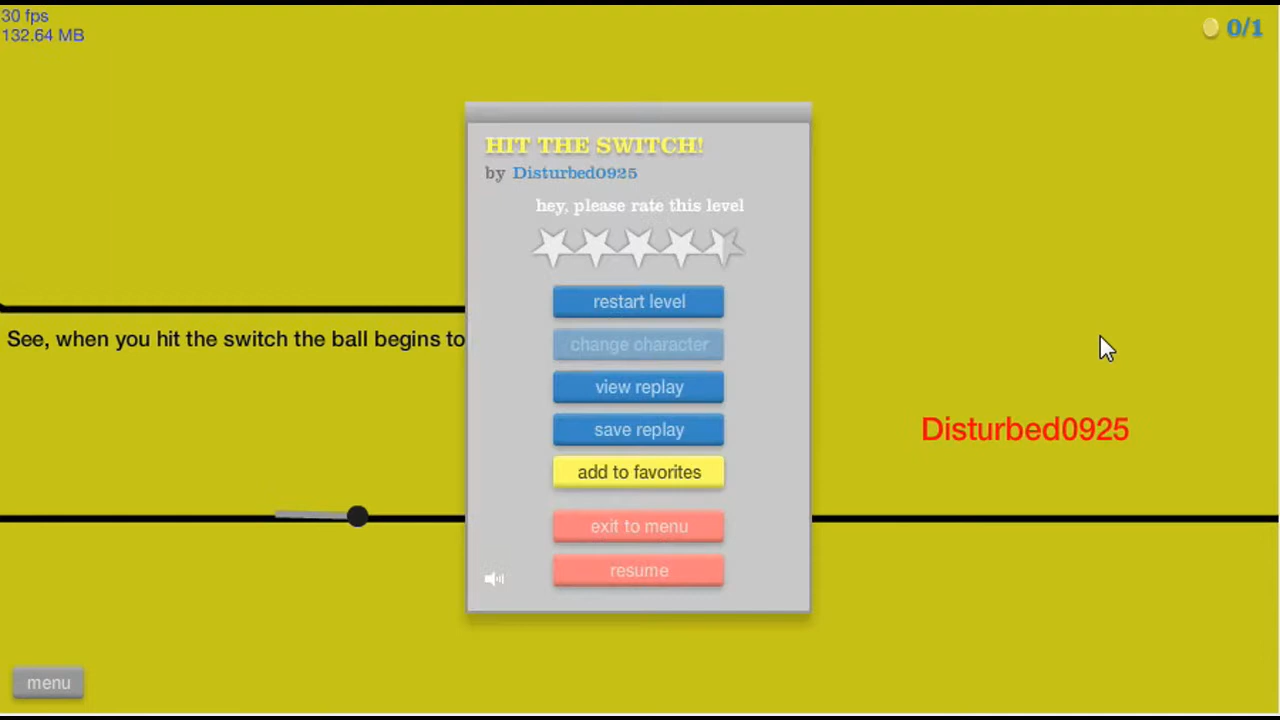 30 fps
132.64 MB
0/1
HIT THE SWITCH!
by Disturbed0925
hey, please rate this level
restart level
See, when you hit the switch the ball begins to
change character
view replay
save replay
Disturbed0925
add to favorites
exit to menu
resume
menu